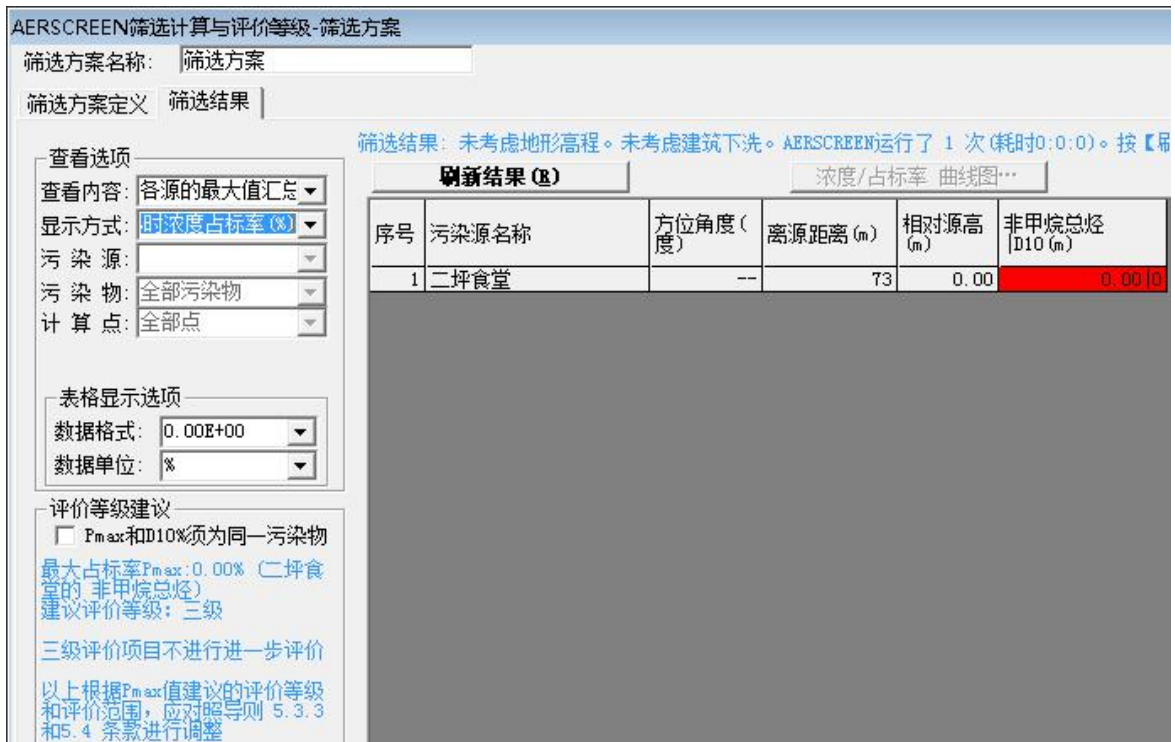 AERSCREEN筛选计算与评价等级-筛选方案
筛选方案名称: 筛选方案
筛选方案定义 筛选结果
筛选结果: 未考虑地形高程。未考虑建筑下洗。AERSCREEN运行了 1 次(耗时0:0:0)。按【
查看选项
查看内容: 各源的最大值汇总
显示方式: 时浓度占标率(%)
污 染 源:
污 染 物: 全部污染物
计 算 点: 全部点
表格显示选项
数据格式: 0.00E+00
数据单位: %
评价等级建议
Pmax和D10%须为同一污染物
最大占标率Pmax:0.00% (二坪食
堂的 非甲烷总烃)
建议评价等级: 三级
三级评价项目不进行进一步评价
以上根据Pmax值建议的评价等级
和评价范围,应对照导则 5.3.3
和5.4 条款进行调整
刷新结果(R) 浓度/占标率 曲线图…
序号 污染源名称 方位角度(度) 离源距离(m) 相对源高(m) 非甲烷总烃|D10(m)
1 二坪食堂 -- 73 0.00 0.00|0